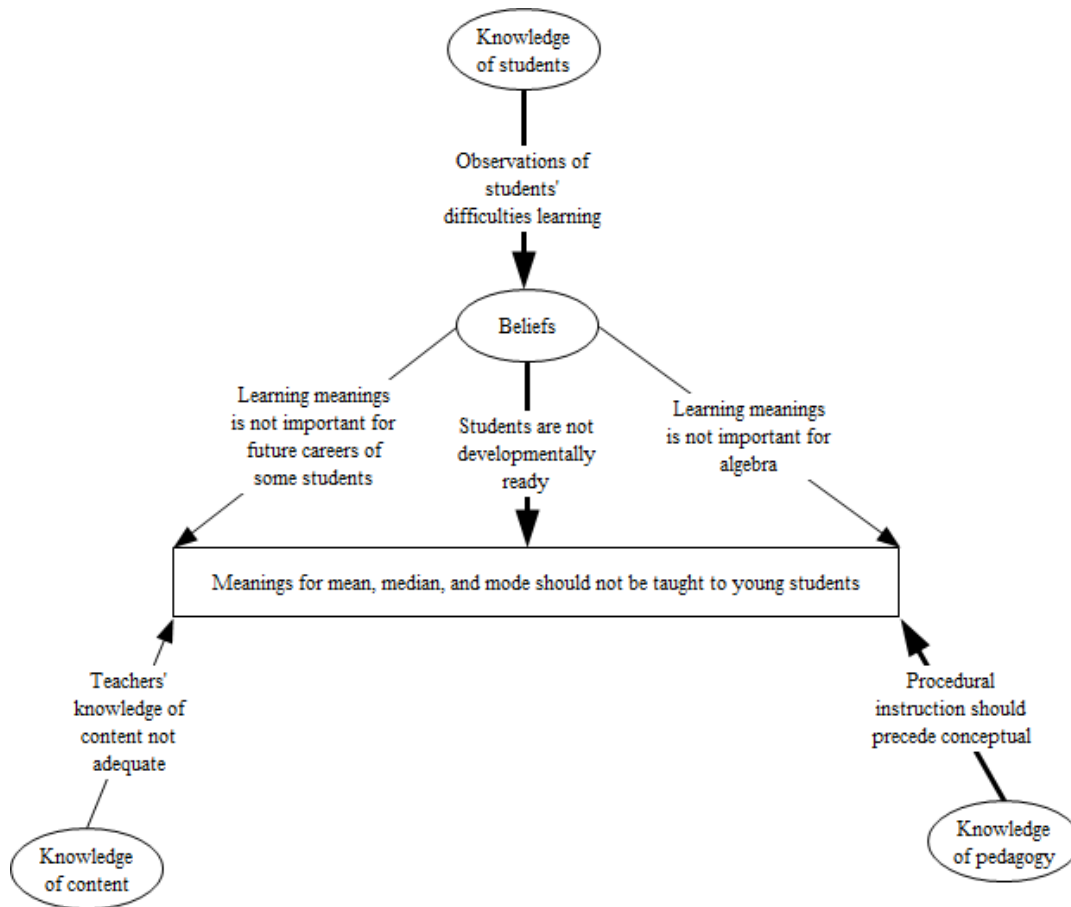 Knowledge
of students
Observations of
students'
difficulties learning
Beliefs
Learning meanings
is not important for
future careers of
some students
Students are not
developmentally
ready
Learning meanings
is not important for
algebra
Meanings for mean, median, and mode should not be taught to young students
Teachers'
knowledge of
content not
adequate
Procedural
instruction should
precede conceptual
Knowledge
of content
Knowledge
of pedagogy